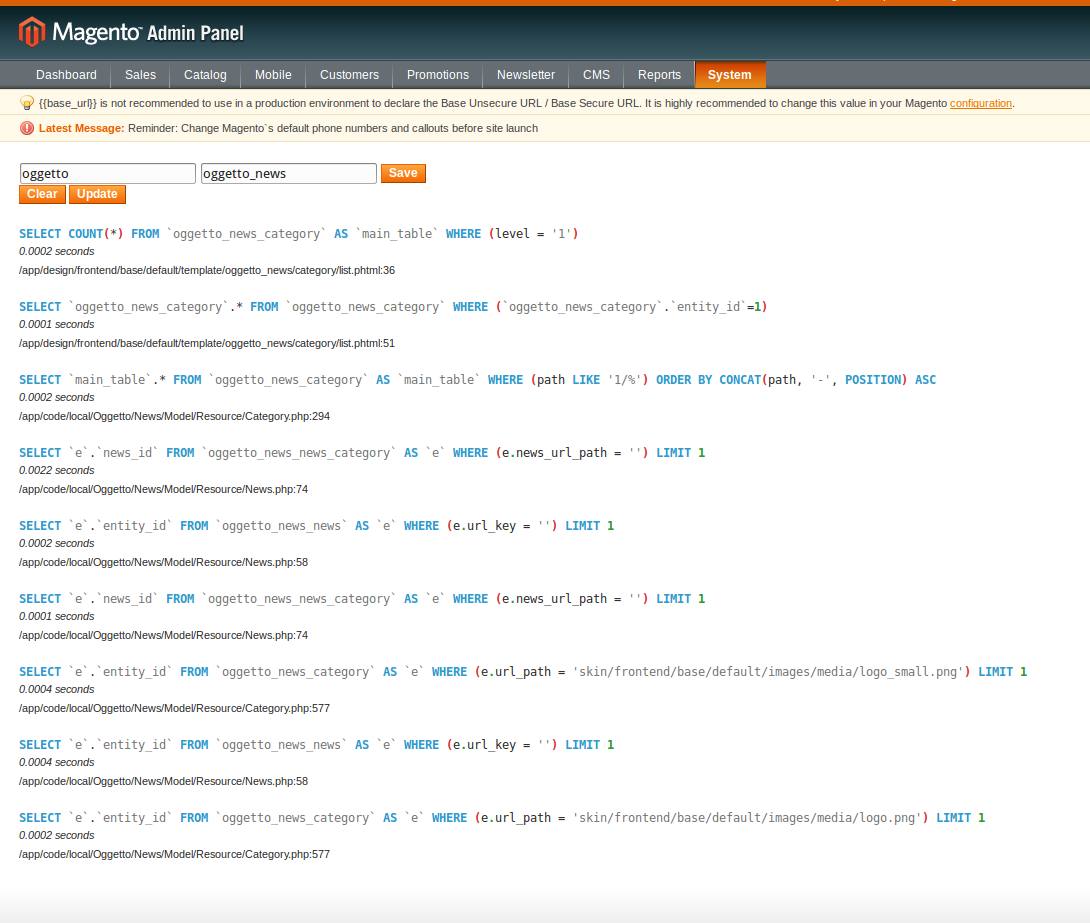 Magento Admin Panel
Dashboard Sales Catalog Mobile Customers Promotions Newsletter CMS Reports System
{{base_url}} is not recommended to use in a production environment to declare the Base Unsecure URL / Base Secure URL. It is highly recommended to change this value in your Magento configuration.
Latest Message: Reminder: Change Magento`s default phone numbers and callouts before site launch
oggetto oggetto_news Save
Clear Update
SELECT COUNT(*) FROM `oggetto_news_category` AS `main_table` WHERE (level = '1')
0.0002 seconds
/app/design/frontend/base/default/template/oggetto_news/category/list.phtml:36
SELECT `oggetto_news_category`.* FROM `oggetto_news_category` WHERE (`oggetto_news_category`.`entity_id`=1)
0.0001 seconds
/app/design/frontend/base/default/template/oggetto_news/category/list.phtml:51
SELECT `main_table`.* FROM `oggetto_news_category` AS `main_table` WHERE (path LIKE '1/%') ORDER BY CONCAT(path, '-', POSITION) ASC
0.0002 seconds
/app/code/local/Oggetto/News/Model/Resource/Category.php:294
SELECT `e`.`news_id` FROM `oggetto_news_news_category` AS `e` WHERE (e.news_url_path = '') LIMIT 1
0.0022 seconds
/app/code/local/Oggetto/News/Model/Resource/News.php:74
SELECT `e`.`entity_id` FROM `oggetto_news_news` AS `e` WHERE (e.url_key = '') LIMIT 1
0.0002 seconds
/app/code/local/Oggetto/News/Model/Resource/News.php:58
SELECT `e`.`news_id` FROM `oggetto_news_news_category` AS `e` WHERE (e.news_url_path = '') LIMIT 1
0.0001 seconds
/app/code/local/Oggetto/News/Model/Resource/News.php:74
SELECT `e`.`entity_id` FROM `oggetto_news_category` AS `e` WHERE (e.url_path = 'skin/frontend/base/default/images/media/logo_small.png') LIMIT 1
0.0004 seconds
/app/code/local/Oggetto/News/Model/Resource/Category.php:577
SELECT `e`.`entity_id` FROM `oggetto_news_news` AS `e` WHERE (e.url_key = '') LIMIT 1
0.0004 seconds
/app/code/local/Oggetto/News/Model/Resource/News.php:58
SELECT `e`.`entity_id` FROM `oggetto_news_category` AS `e` WHERE (e.url_path = 'skin/frontend/base/default/images/media/logo.png') LIMIT 1
0.0002 seconds
/app/code/local/Oggetto/News/Model/Resource/Category.php:577